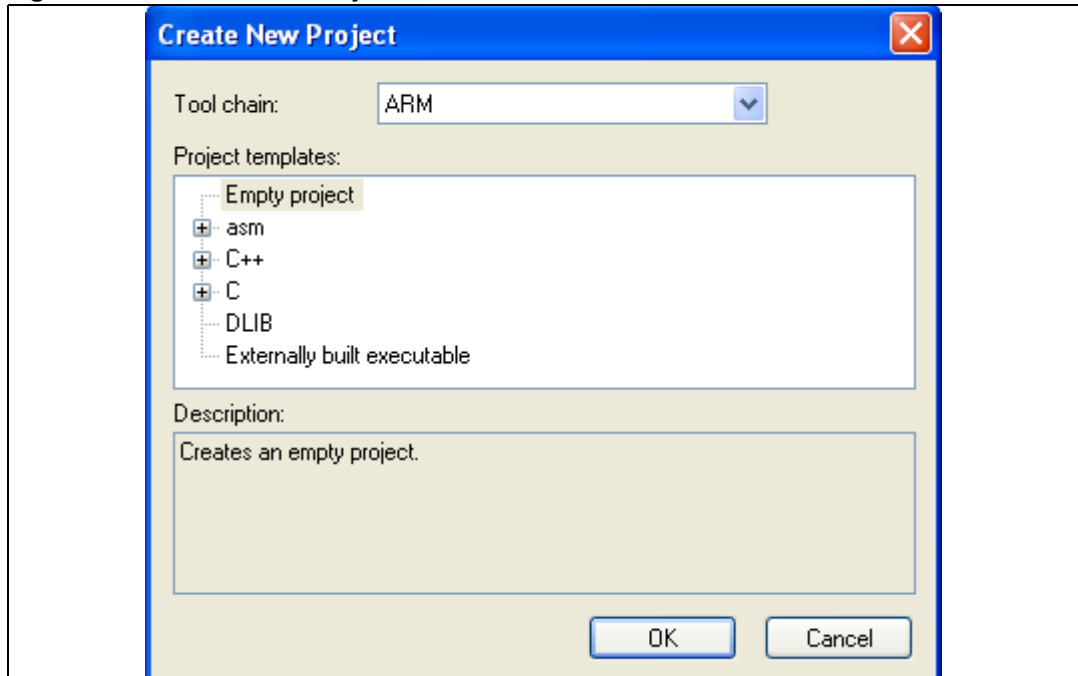 Create New Project
Tool chain: ARM
Project templates:
Empty project
asm
C++
C
DLIB
Externally built executable
Description:
Creates an empty project.
OK Cancel